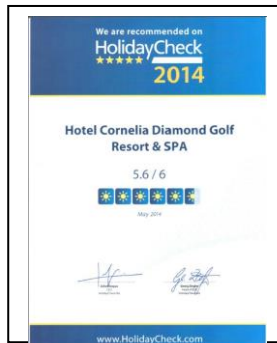 We are recommended on
HolidayCheck
2014
Hotel Cornelia Diamond Golf
Resort & SPA
5.6 / 6
May 2014
www.HolidayCheck.com